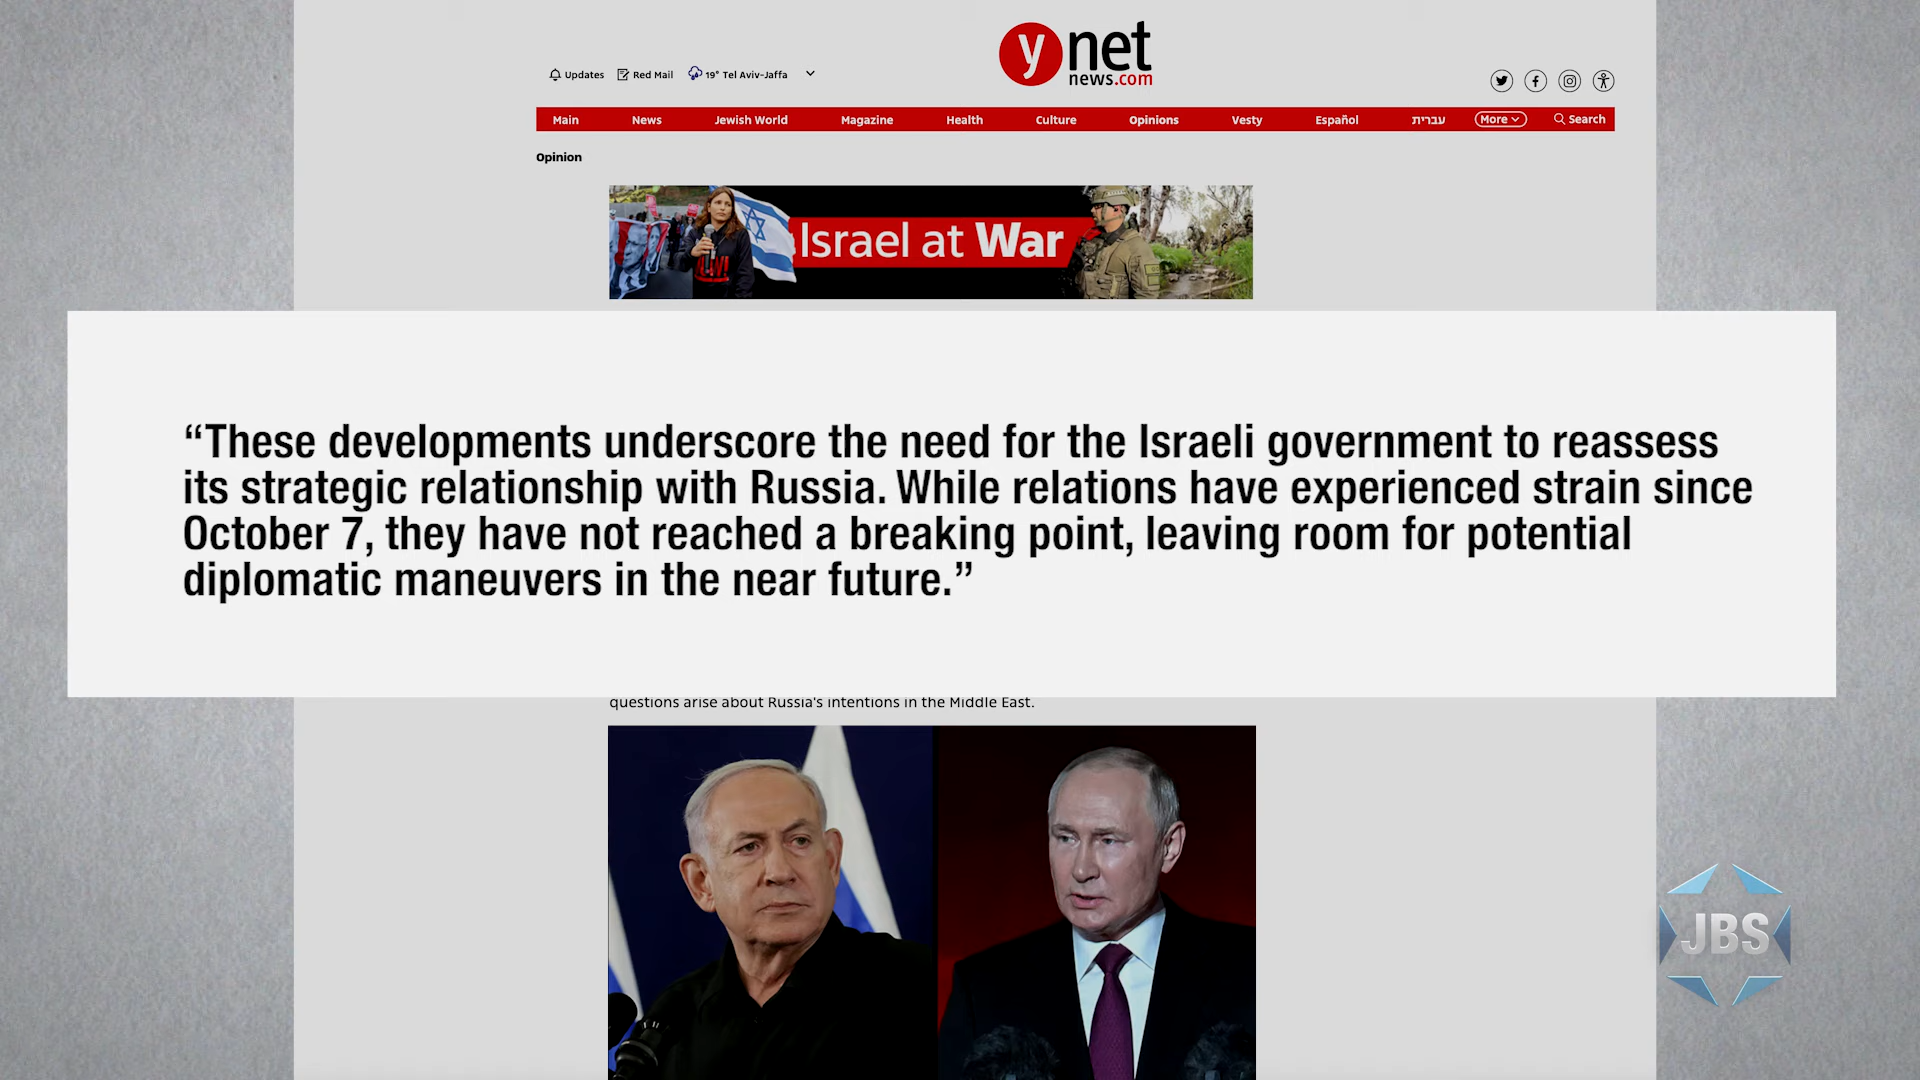 ynet
news.com
Updates
Red Mail
19° Tel Aviv-Jaffa
Main
News
Jewish World
Magazine
Health
Culture
Opinions
Vesty
Español
עברית
More
Search
Opinion
Israel at War
“These developments underscore the need for the Israeli government to reassess
its strategic relationship with Russia. While relations have experienced strain since
October 7, they have not reached a breaking point, leaving room for potential
diplomatic maneuvers in the near future.”
questions arise about Russia's intentions in the Middle East.
JBS